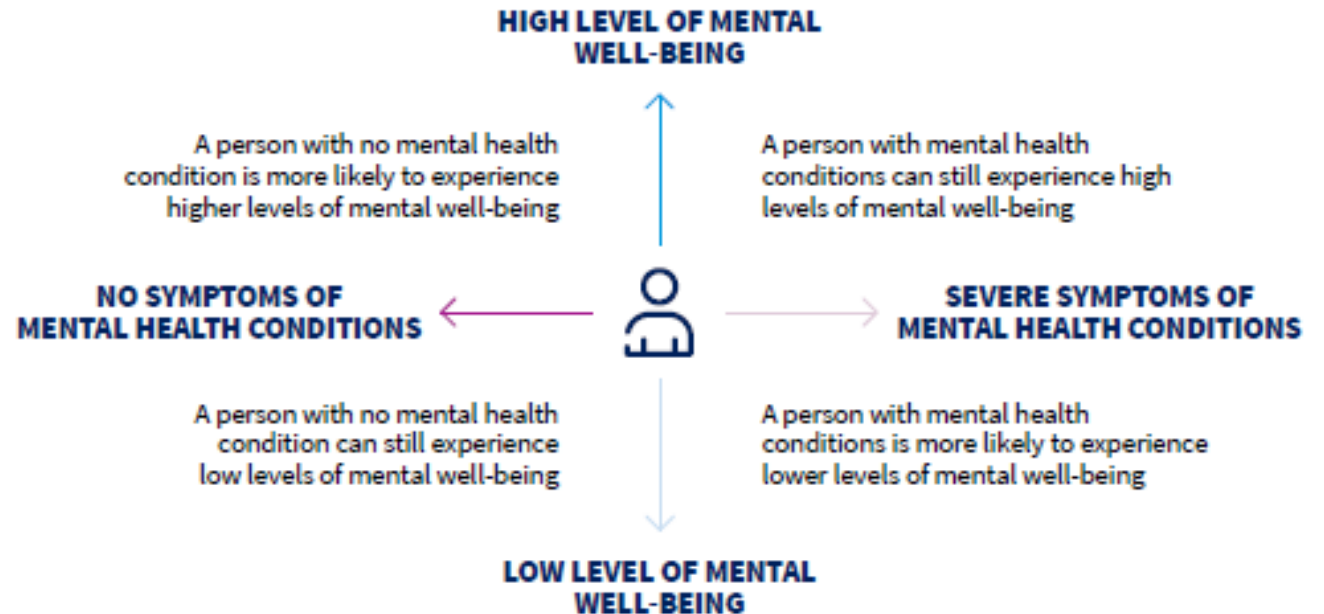 HIGH LEVEL OF MENTAL
WELL-BEING
A person with no mental health
condition is more likely to experience
higher levels of mental well-being
A person with mental health
conditions can still experience high
levels of mental well-being
NO SYMPTOMS OF
MENTAL HEALTH CONDITIONS
SEVERE SYMPTOMS OF
MENTAL HEALTH CONDITIONS
A person with no mental health
condition can still experience
low levels of mental well-being
A person with mental health
conditions is more likely to experience
lower levels of mental well-being
LOW LEVEL OF MENTAL
WELL-BEING